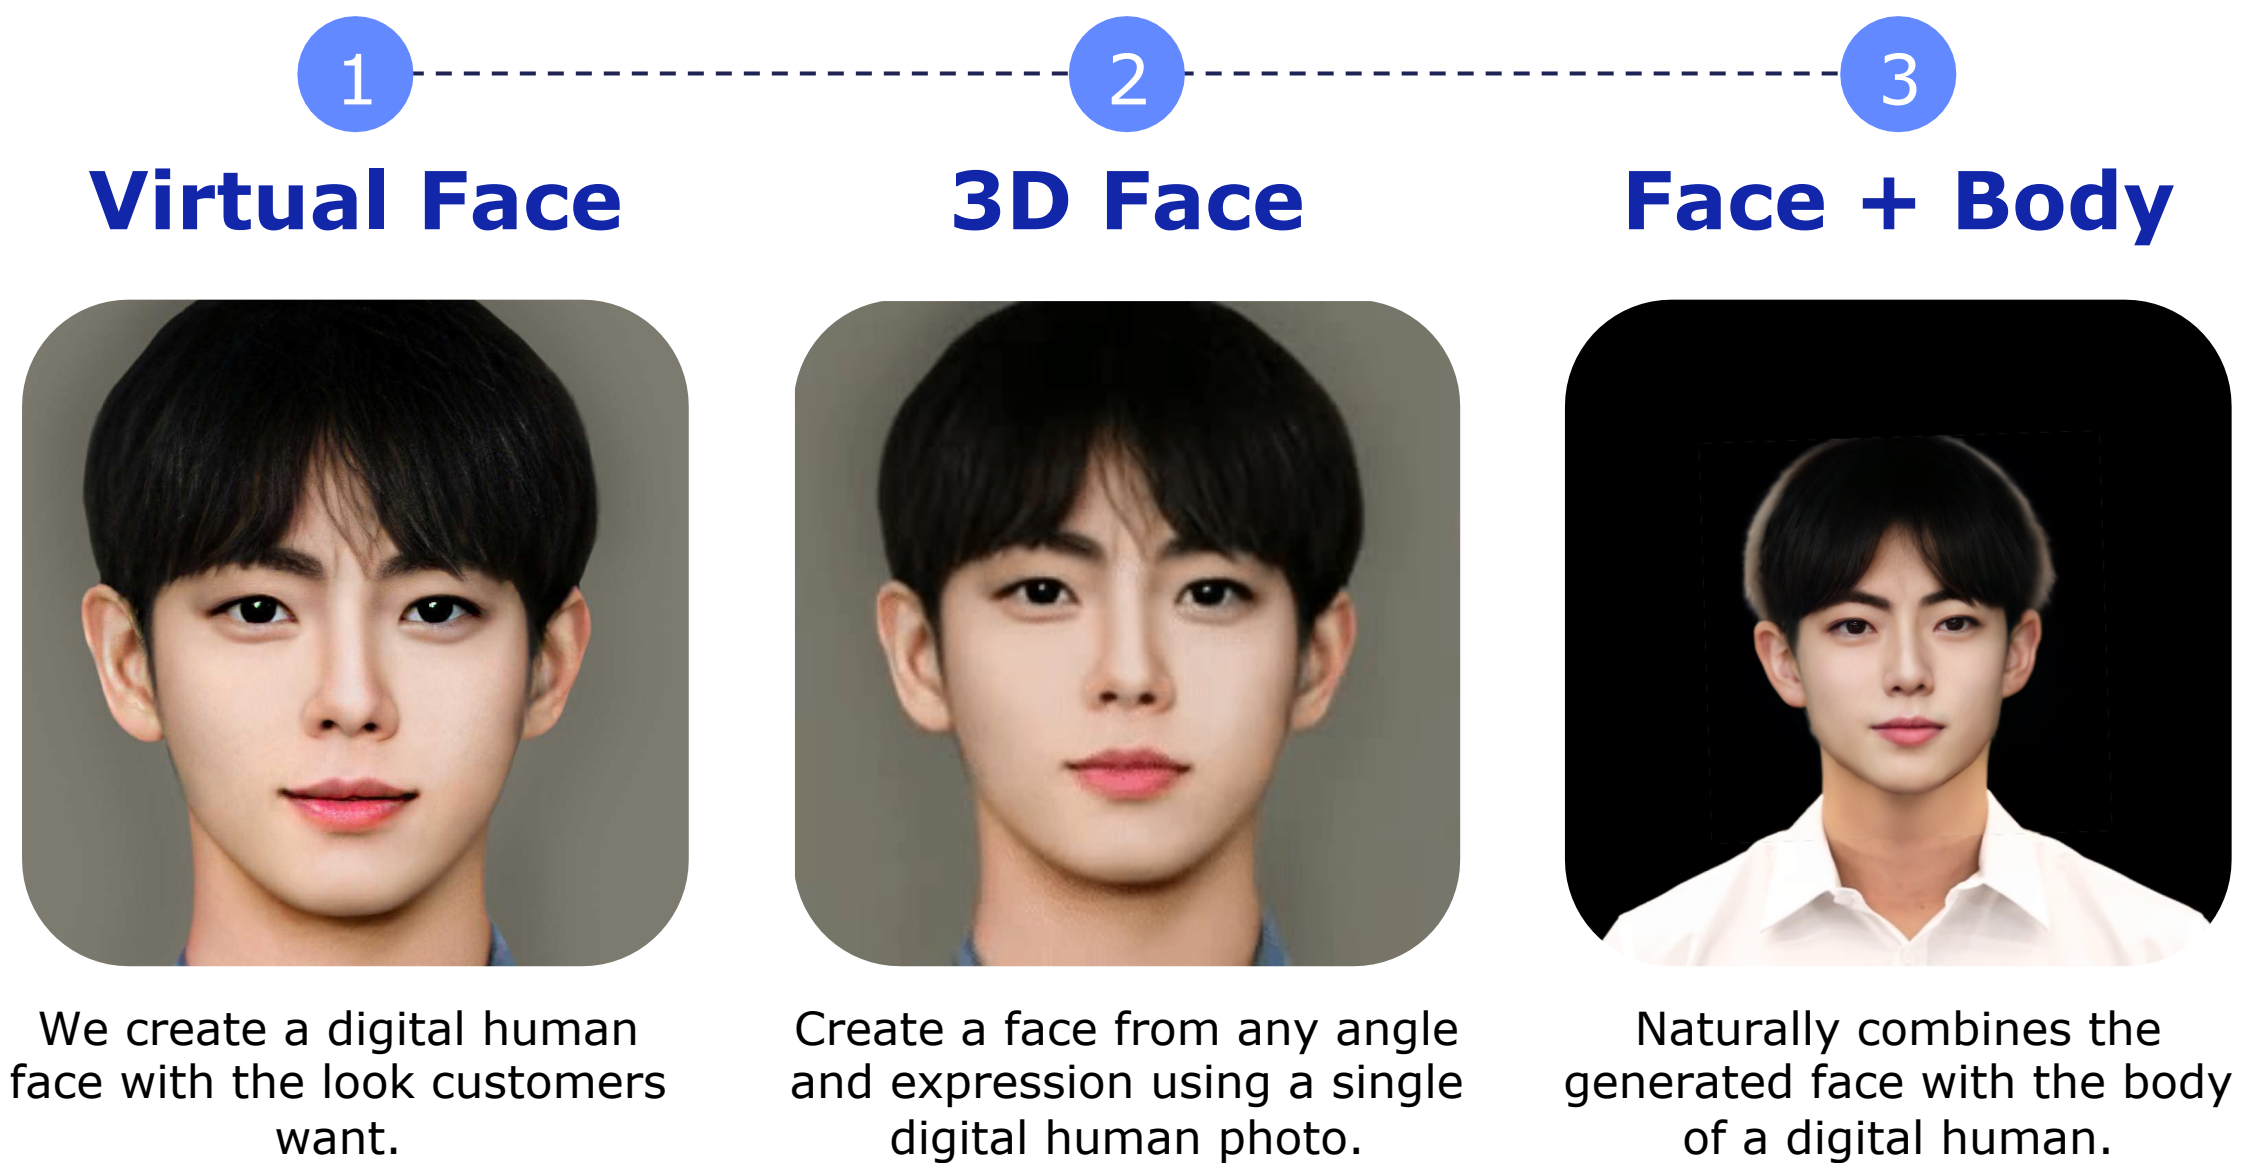 1
2
3
Virtual Face
3D Face
Face + Body
We create a digital human
face with the look customers
want.
Create a face from any angle
and expression using a single
digital human photo.
Naturally combines the
generated face with the body
of a digital human.